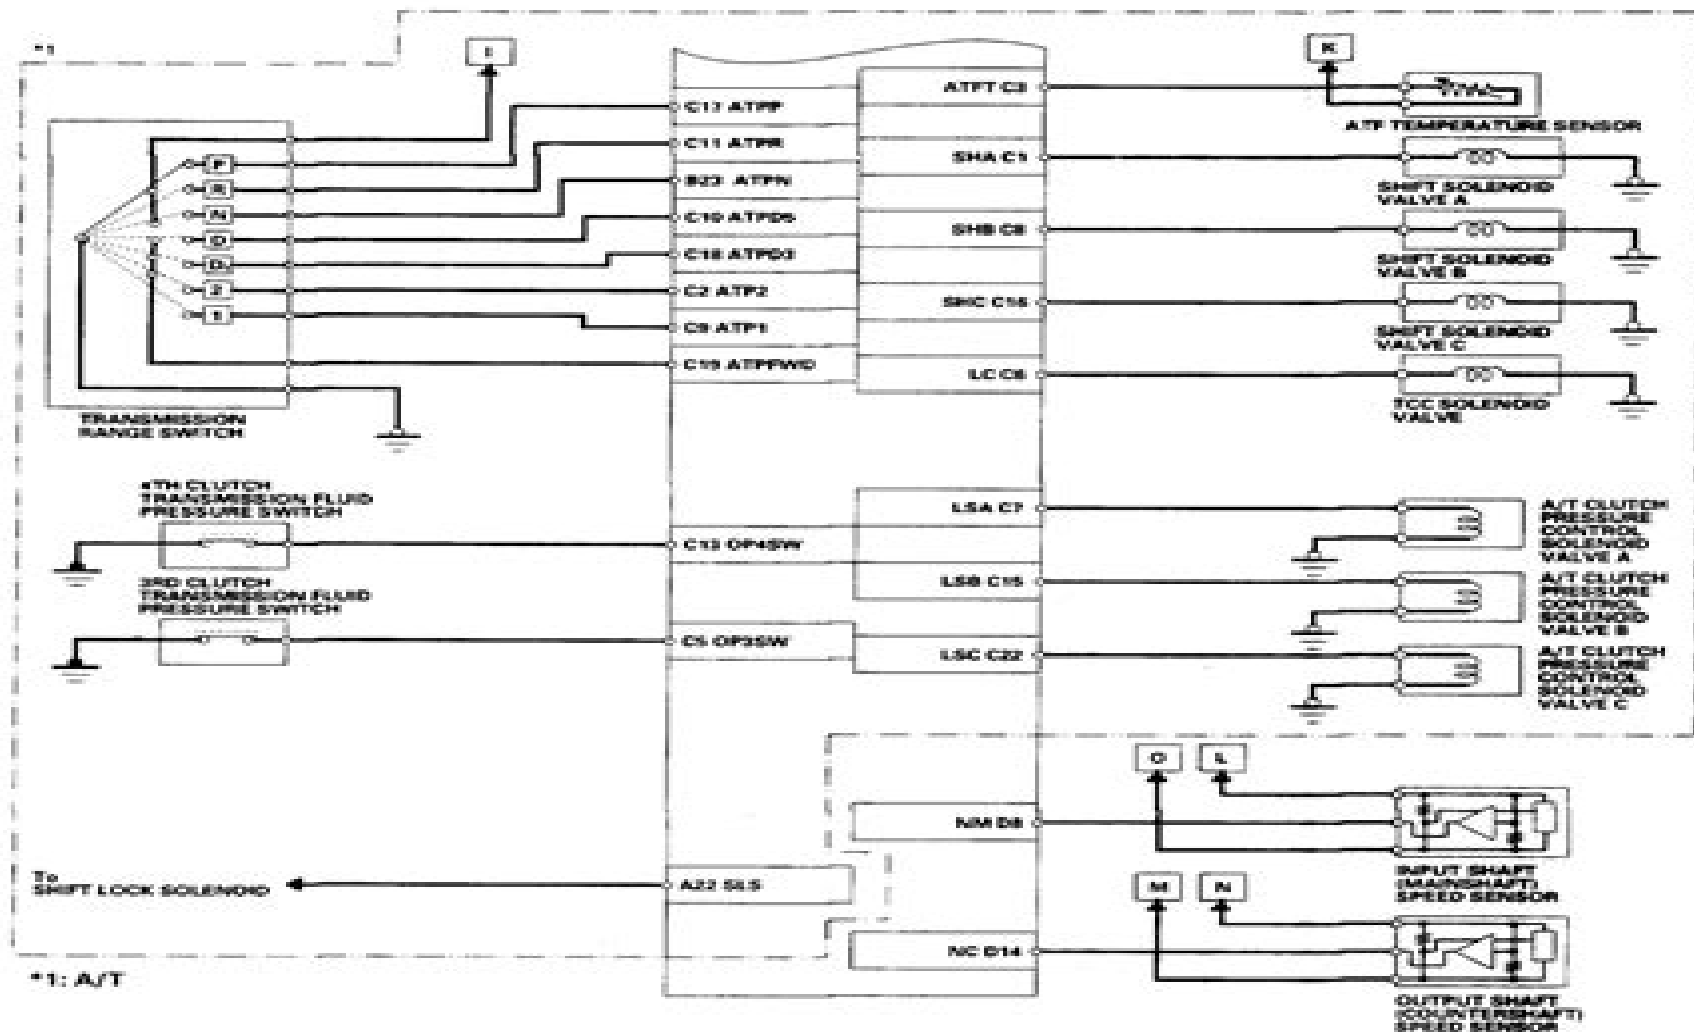 *1
I
K
C17 ATPP
C11 ATPR
B23 ATPN
C10 ATPD5
C18 ATPD3
C2 ATP2
C9 ATP1
C19 ATPFWD
P
R
N
D
2
1
TRANSMISSION
RANGE SWITCH
ATFT C3
SHA C1
SHB C8
SHC C16
LC C6
ATF TEMPERATURE SENSOR
SHIFT SOLENOID
VALVE A
SHIFT SOLENOID
VALVE B
SHIFT SOLENOID
VALVE C
TCC SOLENOID
VALVE
4TH CLUTCH
TRANSMISSION FLUID
PRESSURE SWITCH
C13 OP4SW
3RD CLUTCH
TRANSMISSION FLUID
PRESSURE SWITCH
C5 OP3SW
LSA C7
LSB C15
LSC C22
A/T CLUTCH
PRESSURE
CONTROL
SOLENOID
VALVE A
A/T CLUTCH
PRESSURE
CONTROL
SOLENOID
VALVE B
A/T CLUTCH
PRESSURE
CONTROL
SOLENOID
VALVE C
O
L
NM D8
INPUT SHAFT
(MAINSHAFT)
SPEED SENSOR
To
SHIFT LOCK SOLENOID
A22 SLS
M
N
NC D14
OUTPUT SHAFT
(COUNTERSHAFT)
SPEED SENSOR
*1: A/T